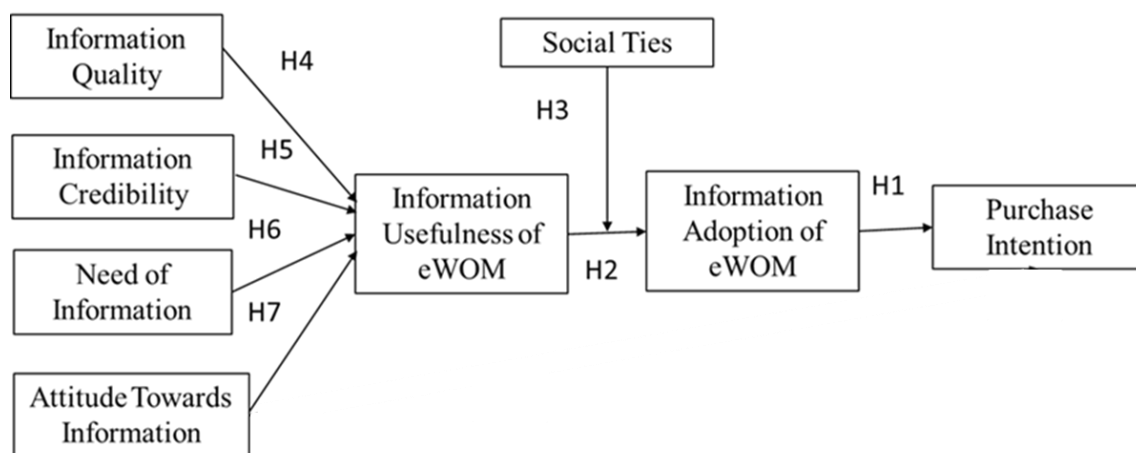 Information
Quality
H4
Social Ties
H3
Information
Credibility
H5
Information
Usefulness of
eWOM
H2
Information
Adoption of
eWOM
H1
Purchase
Intention
H6
Need of
Information
H7
Attitude Towards
Information